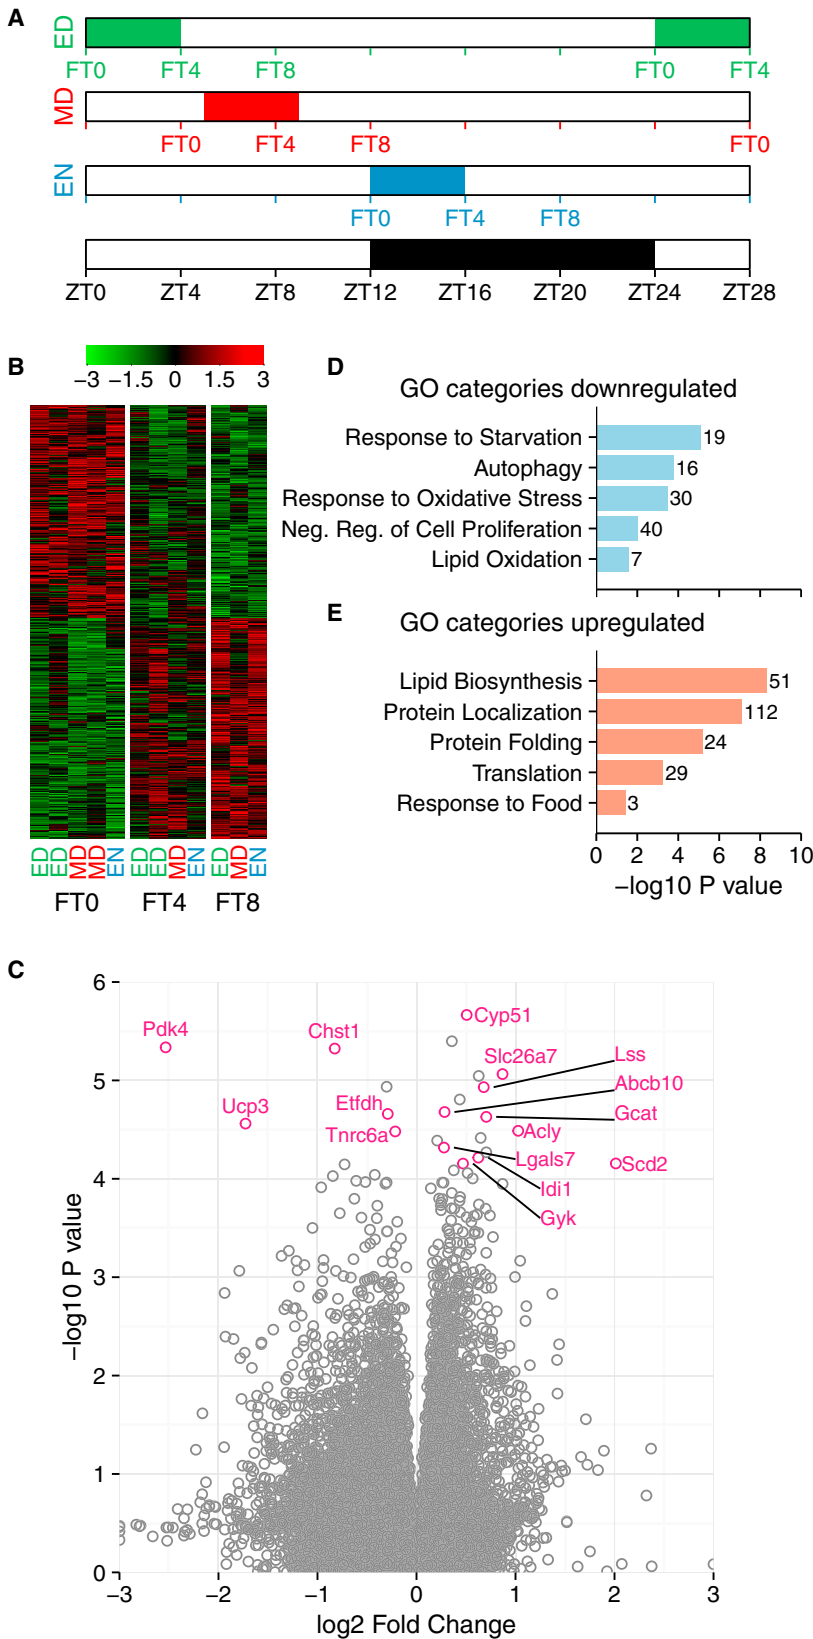 A
ED
FT0 FT4 FT8 FT0 FT4
MD
FT0 FT4 FT8 FT0
EN
FT0 FT4 FT8
ZT0 ZT4 ZT8 ZT12 ZT16 ZT20 ZT24 ZT28
B
−3 −1.5 0 1.5 3
ED ED MD MD EN ED ED MD EN ED MD EN
FT0 FT4 FT8
D
GO categories downregulated
Response to Starvation 19
Autophagy 16
Response to Oxidative Stress 30
Neg. Reg. of Cell Proliferation 40
Lipid Oxidation 7
E
GO categories upregulated
Lipid Biosynthesis 51
Protein Localization 112
Protein Folding 24
Translation 29
Response to Food 3
0 2 4 6 8 10
−log10 P value
C
−log10 P value
6
5
4
3
2
1
0
Cyp51
Pdk4
Chst1
Slc26a7
Lss
Abcb10
Ucp3
Etfdh
Gcat
Tnrc6a
Acly
Lgals7
Scd2
Idi1
Gyk
−3 −2 −1 0 1 2 3
log2 Fold Change